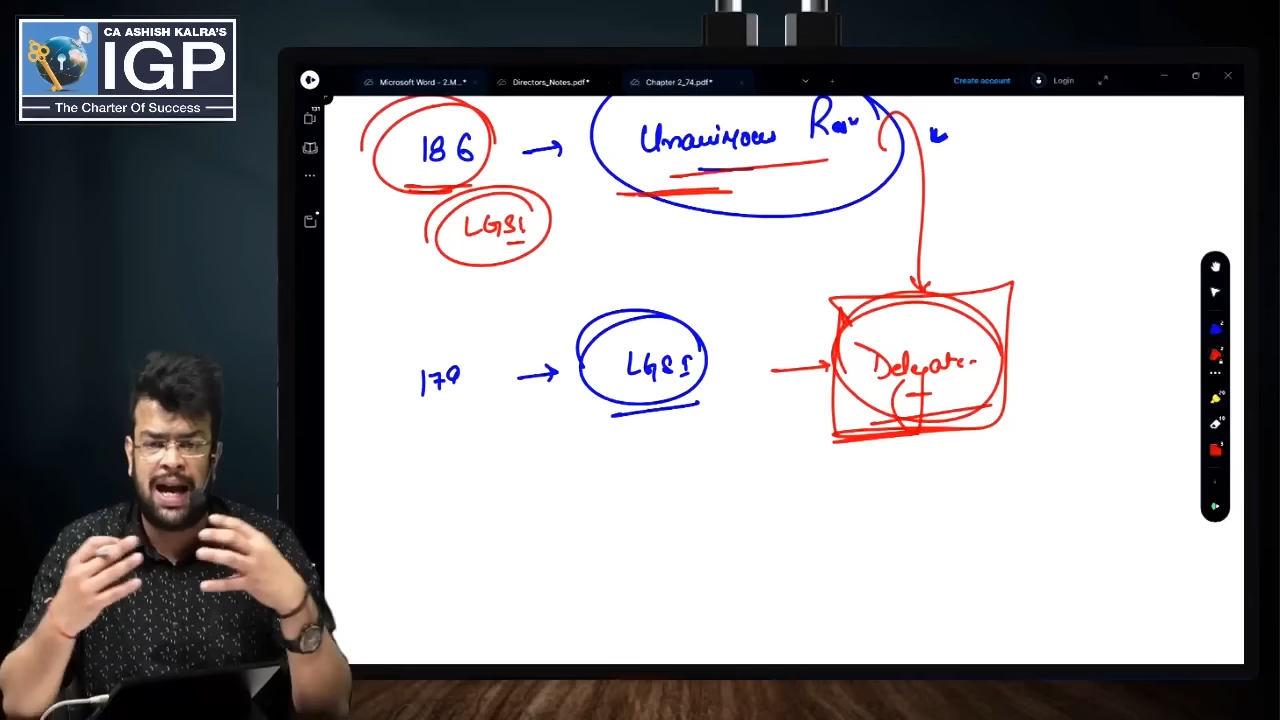 CA ASHISH KALRA'S
IGP
The Charter Of Success
Microsoft Word - 2.M...*
Directors_Notes.pdf*
Chapter 2_74.pdf*
Create account
Login
131
186 → Unanimous
LGSI
179 → LGSI → Delegate